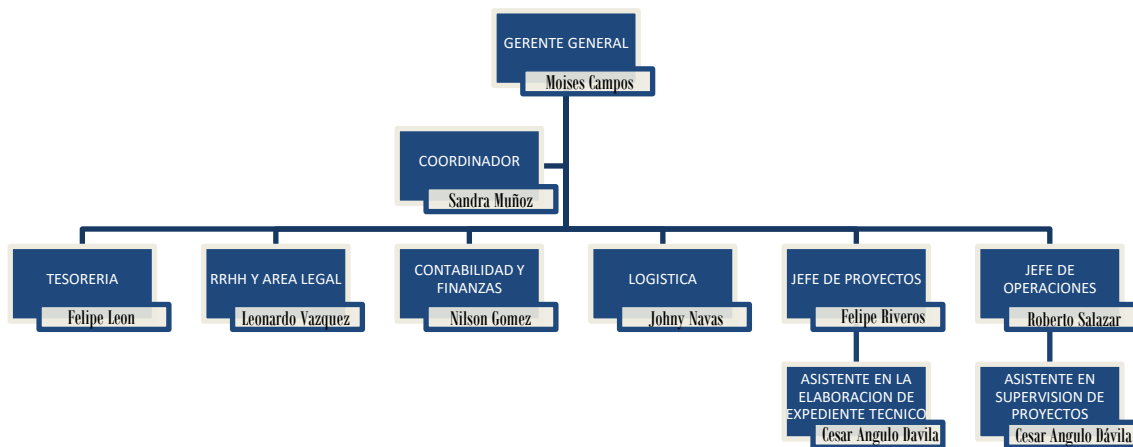 GERENTE GENERAL
Moises Campos
COORDINADOR
Sandra Muñoz
TESORERIA
Felipe Leon
RRHH Y AREA LEGAL
Leonardo Vazquez
CONTABILIDAD Y
FINANZAS
Nilson Gomez
LOGISTICA
Johny Navas
JEFE DE PROYECTOS
Felipe Riveros
JEFE DE
OPERACIONES
Roberto Salazar
ASISTENTE EN LA
ELABORACION DE
EXPEDIENTE TECNICO
Cesar Angulo Davila
ASISTENTE EN
SUPERVISION DE
PROYECTOS
Cesar Angulo Dávila